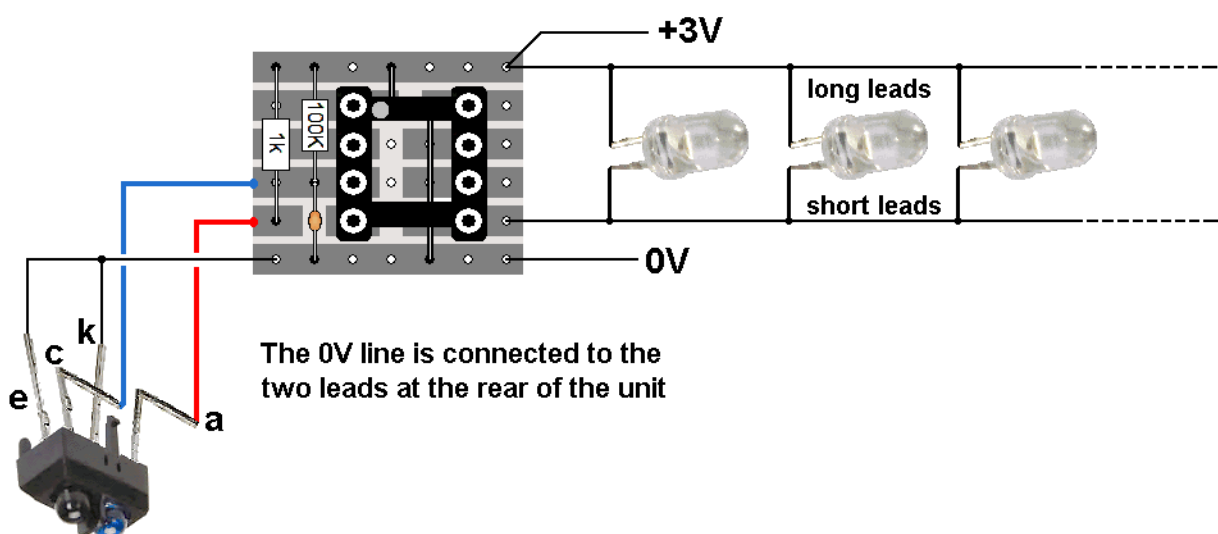 +3V
long leads
100K
1k
short leads
0V
k
c
e
a
The 0V line is connected to the
two leads at the rear of the unit